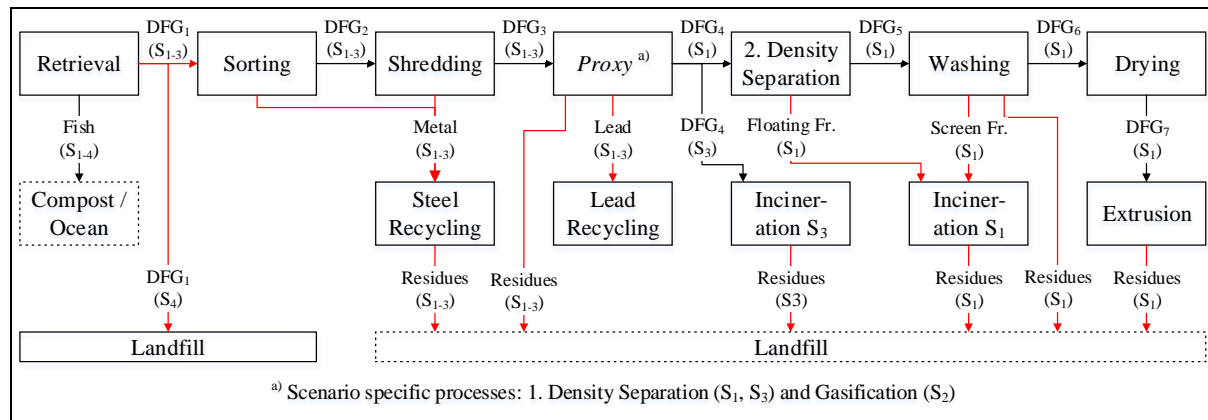 DFG₁
(S₁₋₃)
DFG₂
(S₁₋₃)
DFG₃
(S₁₋₃)
DFG₄
(S₁)
DFG₅
(S₁)
DFG₆
(S₁)
Retrieval
Sorting
Shredding
Proxy ᵃ⁾
2. Density
Separation
Washing
Drying
Fish
(S₁₋₄)
Metal
(S₁₋₃)
Lead
(S₁₋₃)
DFG₄
(S₃)
Floating Fr.
(S₁)
Screen Fr.
(S₁)
DFG₇
(S₁)
Compost /
Ocean
Steel
Recycling
Lead
Recycling
Inciner-
ation S₃
Inciner-
ation S₁
Extrusion
DFG₁
(S₄)
Residues
(S₁₋₃)
Residues
(S₁₋₃)
Residues
(S3)
Residues
(S₁)
Residues
(S₁)
Residues
(S₁)
Landfill
Landfill
ᵃ⁾ Scenario specific processes: 1. Density Separation (S₁, S₃) and Gasification (S₂)